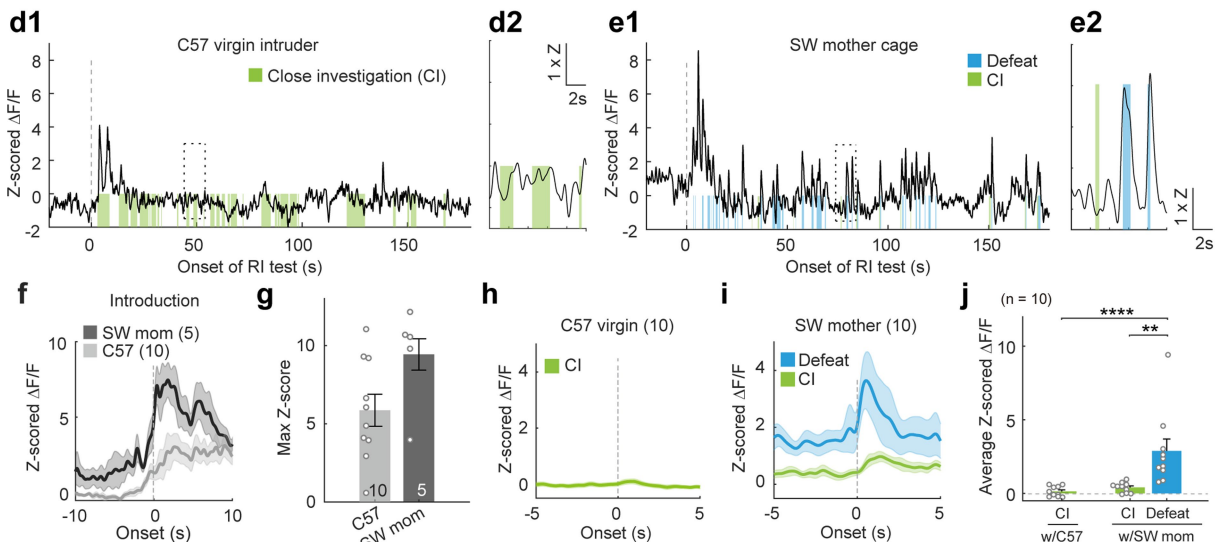 d1
C57 virgin intruder
Close investigation (CI)
Z-scored ΔF/F
8
6
4
2
0
-2
0
50
100
150
Onset of RI test (s)
d2
1 x Z
2s
e1
SW mother cage
Defeat
CI
Z-scored ΔF/F
8
6
4
2
0
-2
0
50
100
150
Onset of RI test (s)
e2
1 x Z
2s
f
Introduction
SW mom (5)
C57 (10)
Z-scored ΔF/F
10
5
0
-10
0
10
Onset (s)
g
Max Z-score
10
5
0
10
5
C57
SW mom
h
C57 virgin (10)
CI
Z-scored ΔF/F
4
2
0
-5
0
5
Onset (s)
i
SW mother (10)
Defeat
CI
Z-scored ΔF/F
4
2
0
-5
0
5
Onset (s)
j
(n = 10)
****
**
Average Z-scored ΔF/F
10
5
0
CI
CI
Defeat
w/C57
w/SW mom